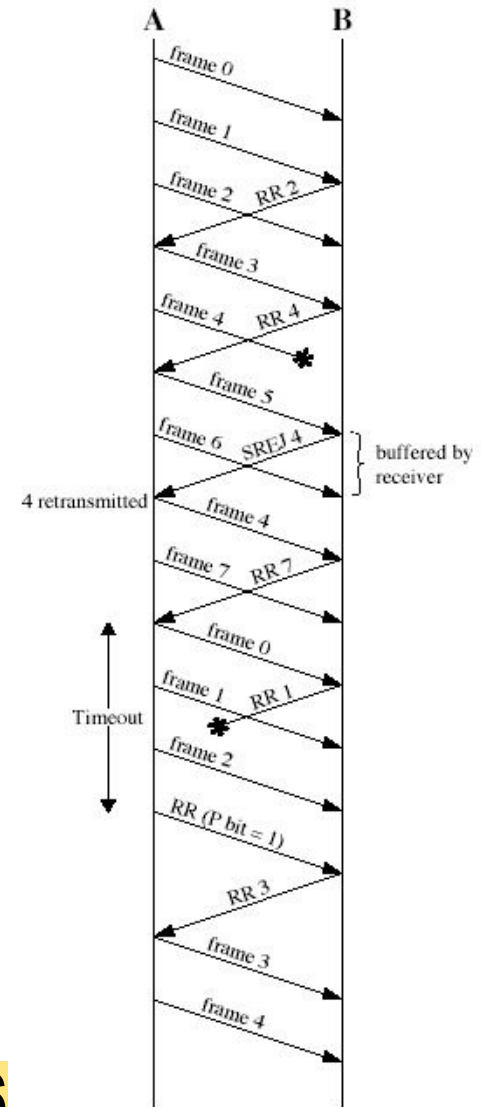 A B
frame 0
frame 1
frame 2
RR 2
frame 3
frame 4
RR 4
frame 5
frame 6
SREJ 4
buffered by
receiver
4 retransmitted
frame 4
frame 7
RR 7
frame 0
frame 1
RR 1
Timeout
frame 2
RR (P bit = 1)
RR 3
frame 3
frame 4